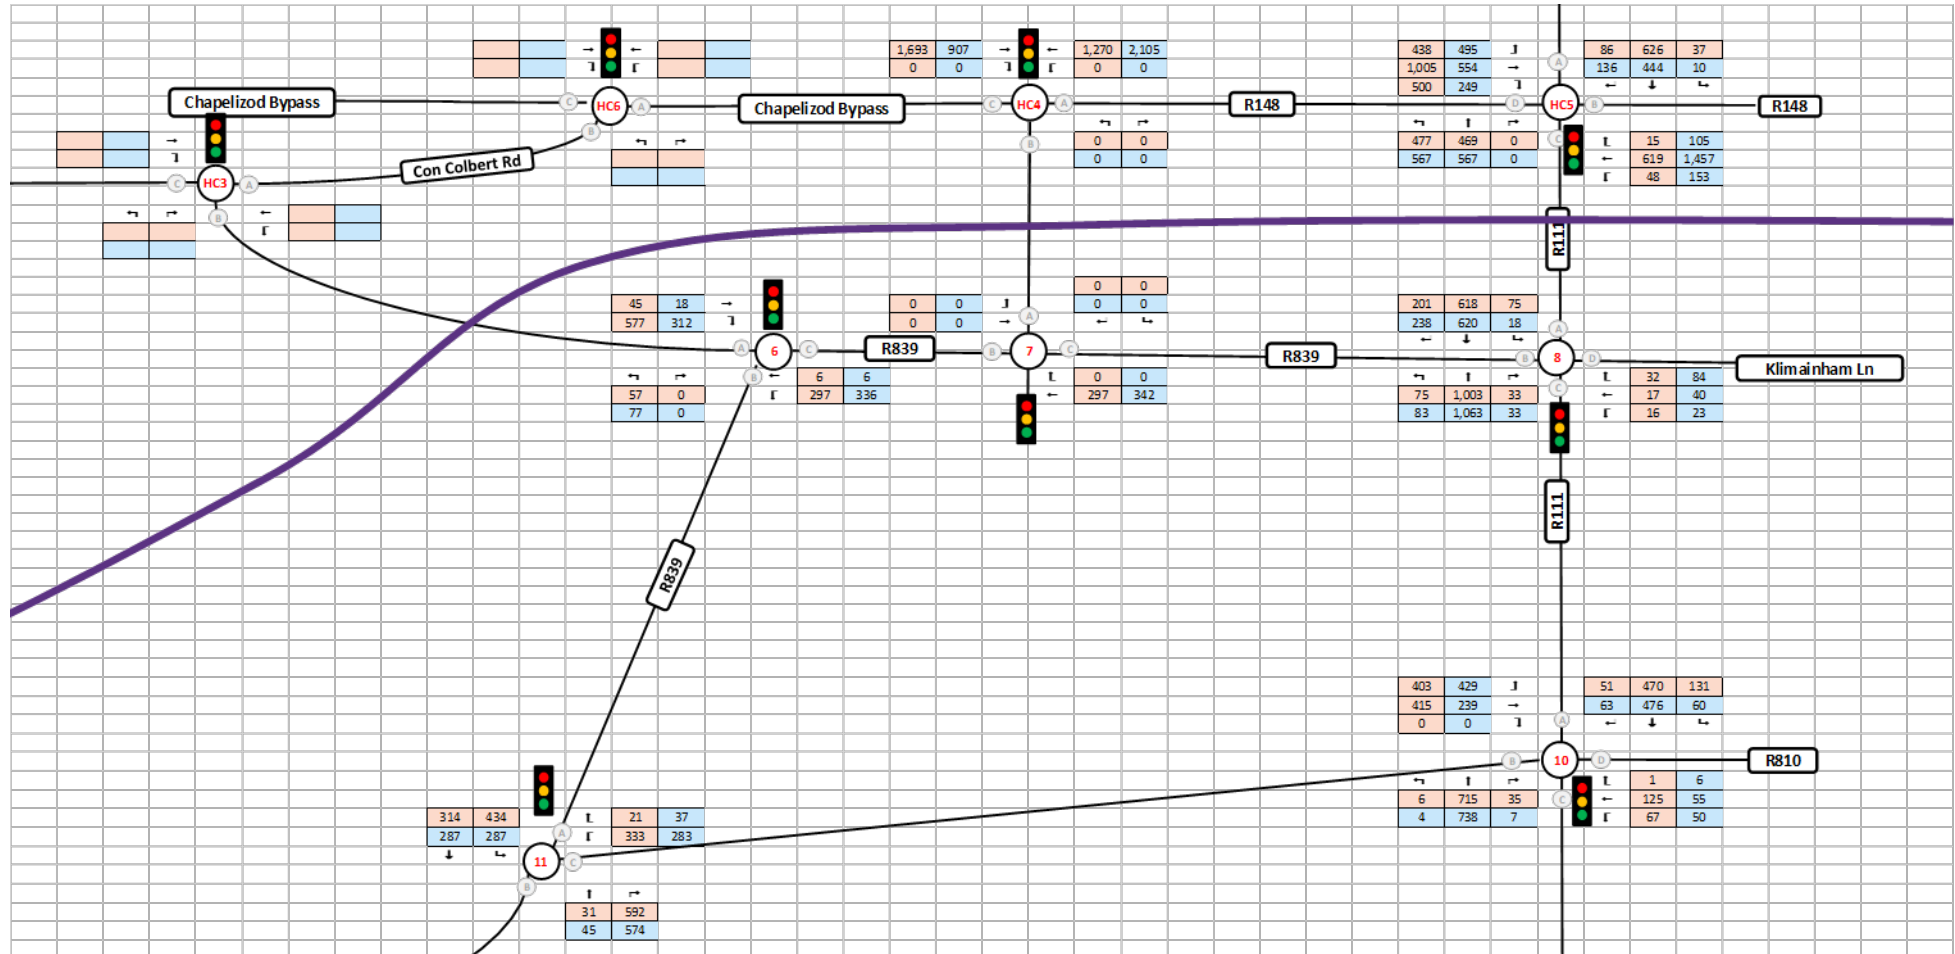 1,693 907 1,270 2,105 438 495 86 626 37
0 0 0 0 1,005 554 136 444 10
500 249
Chapelizod Bypass C HC6 A Chapelizod Bypass C HC4 A R148 D HC5 B R148
A
B B C
0 0 477 469 0 15 105
0 0 567 567 0 619 1,457
48 153
Con Colbert Rd
C HC3 A
B
R111
0 0
45 18 0 0 0 0 201 618 75
577 312 0 0 238 620 18
A 6 C R839 B 7 C R839 B 8 D Klimainham Ln
A A
B C
6 6 0 0 75 1,003 33 32 84
57 0 297 336 297 342 83 1,063 33 17 40
77 0 16 23
R111
R839
403 429 51 470 131
415 239 63 476 60
0 0
A
B 10 D R810
C
6 715 35 1 6
4 738 7 125 55
67 50
314 434 21 37
287 287 333 283
A
11 C
B
31 592
45 574